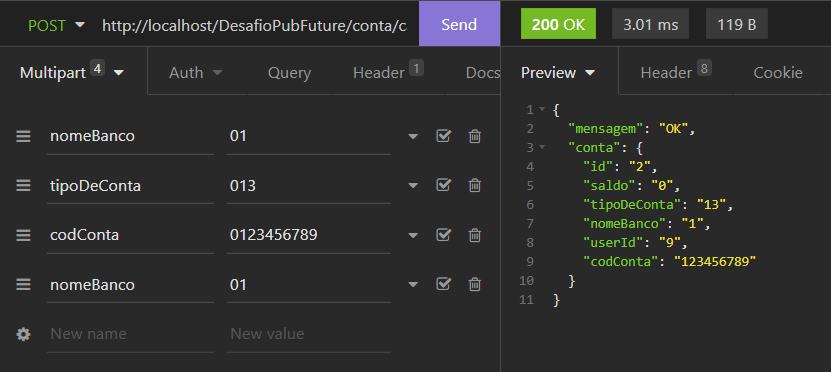 POST http://localhost/DesafioPubFuture/conta/c Send 200 OK 3.01 ms 119 B
Multipart 4 Auth Query Header 1 Docs
Preview Header 8 Cookie
nomeBanco 01
tipoDeConta 013
codConta 0123456789
nomeBanco 01
New name New value
1 {
2 "mensagem": "OK",
3 "conta": {
4 "id": "2",
5 "saldo": "0",
6 "tipoDeConta": "13",
7 "nomeBanco": "1",
8 "userId": "9",
9 "codConta": "123456789"
10 }
11 }